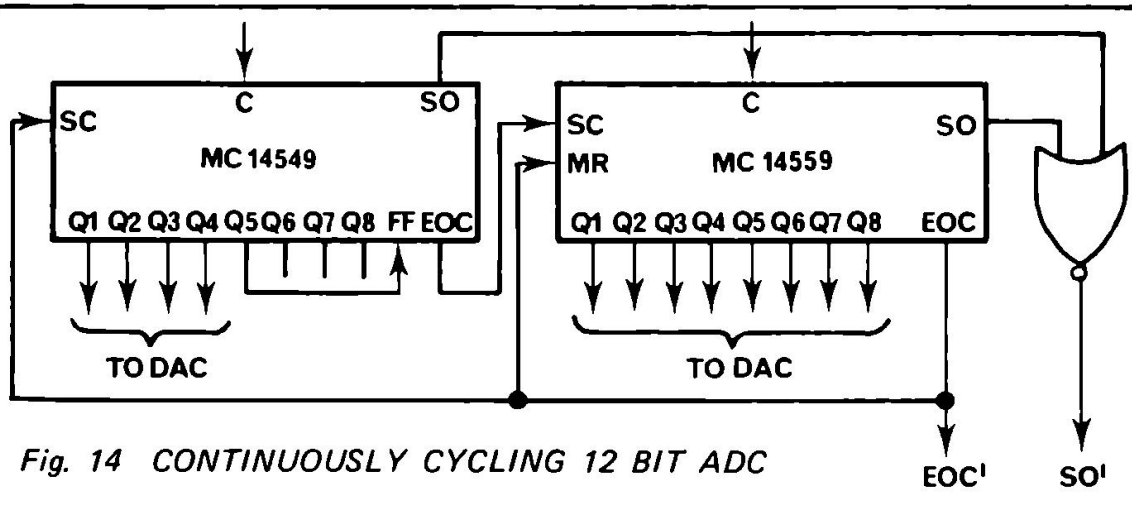 C SO
SC
MC 14549
Q1 Q2 Q3 Q4 Q5 Q6 Q7 Q8 FF EOC
TO DAC
C
SC SO
MR MC 14559
Q1 Q2 Q3 Q4 Q5 Q6 Q7 Q8 EOC
TO DAC
EOC' SO'
Fig. 14 CONTINUOUSLY CYCLING 12 BIT ADC